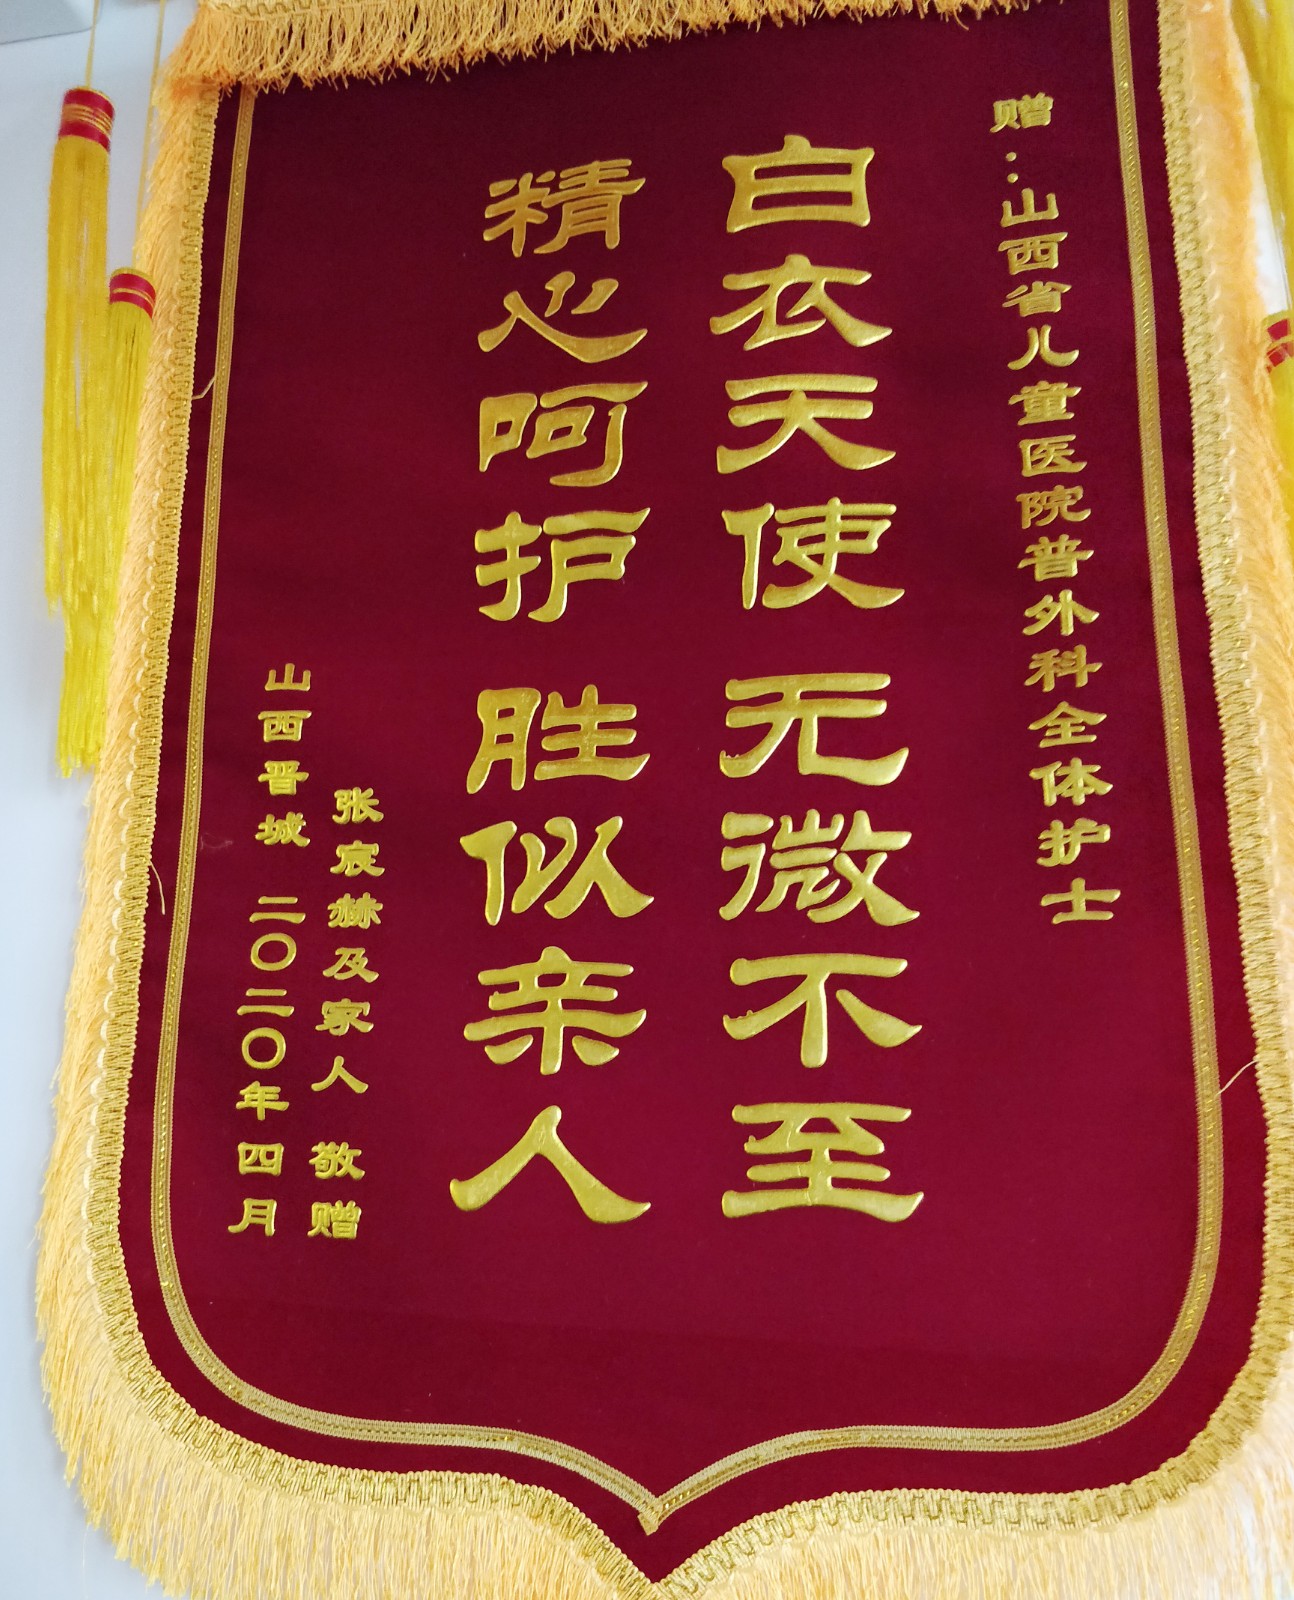 赠：山西省儿童医院普外科全体护士
白衣天使 无微不至
精心呵护 胜似亲人
张宸赫及家人 敬赠
山西晋城 二〇二〇年四月